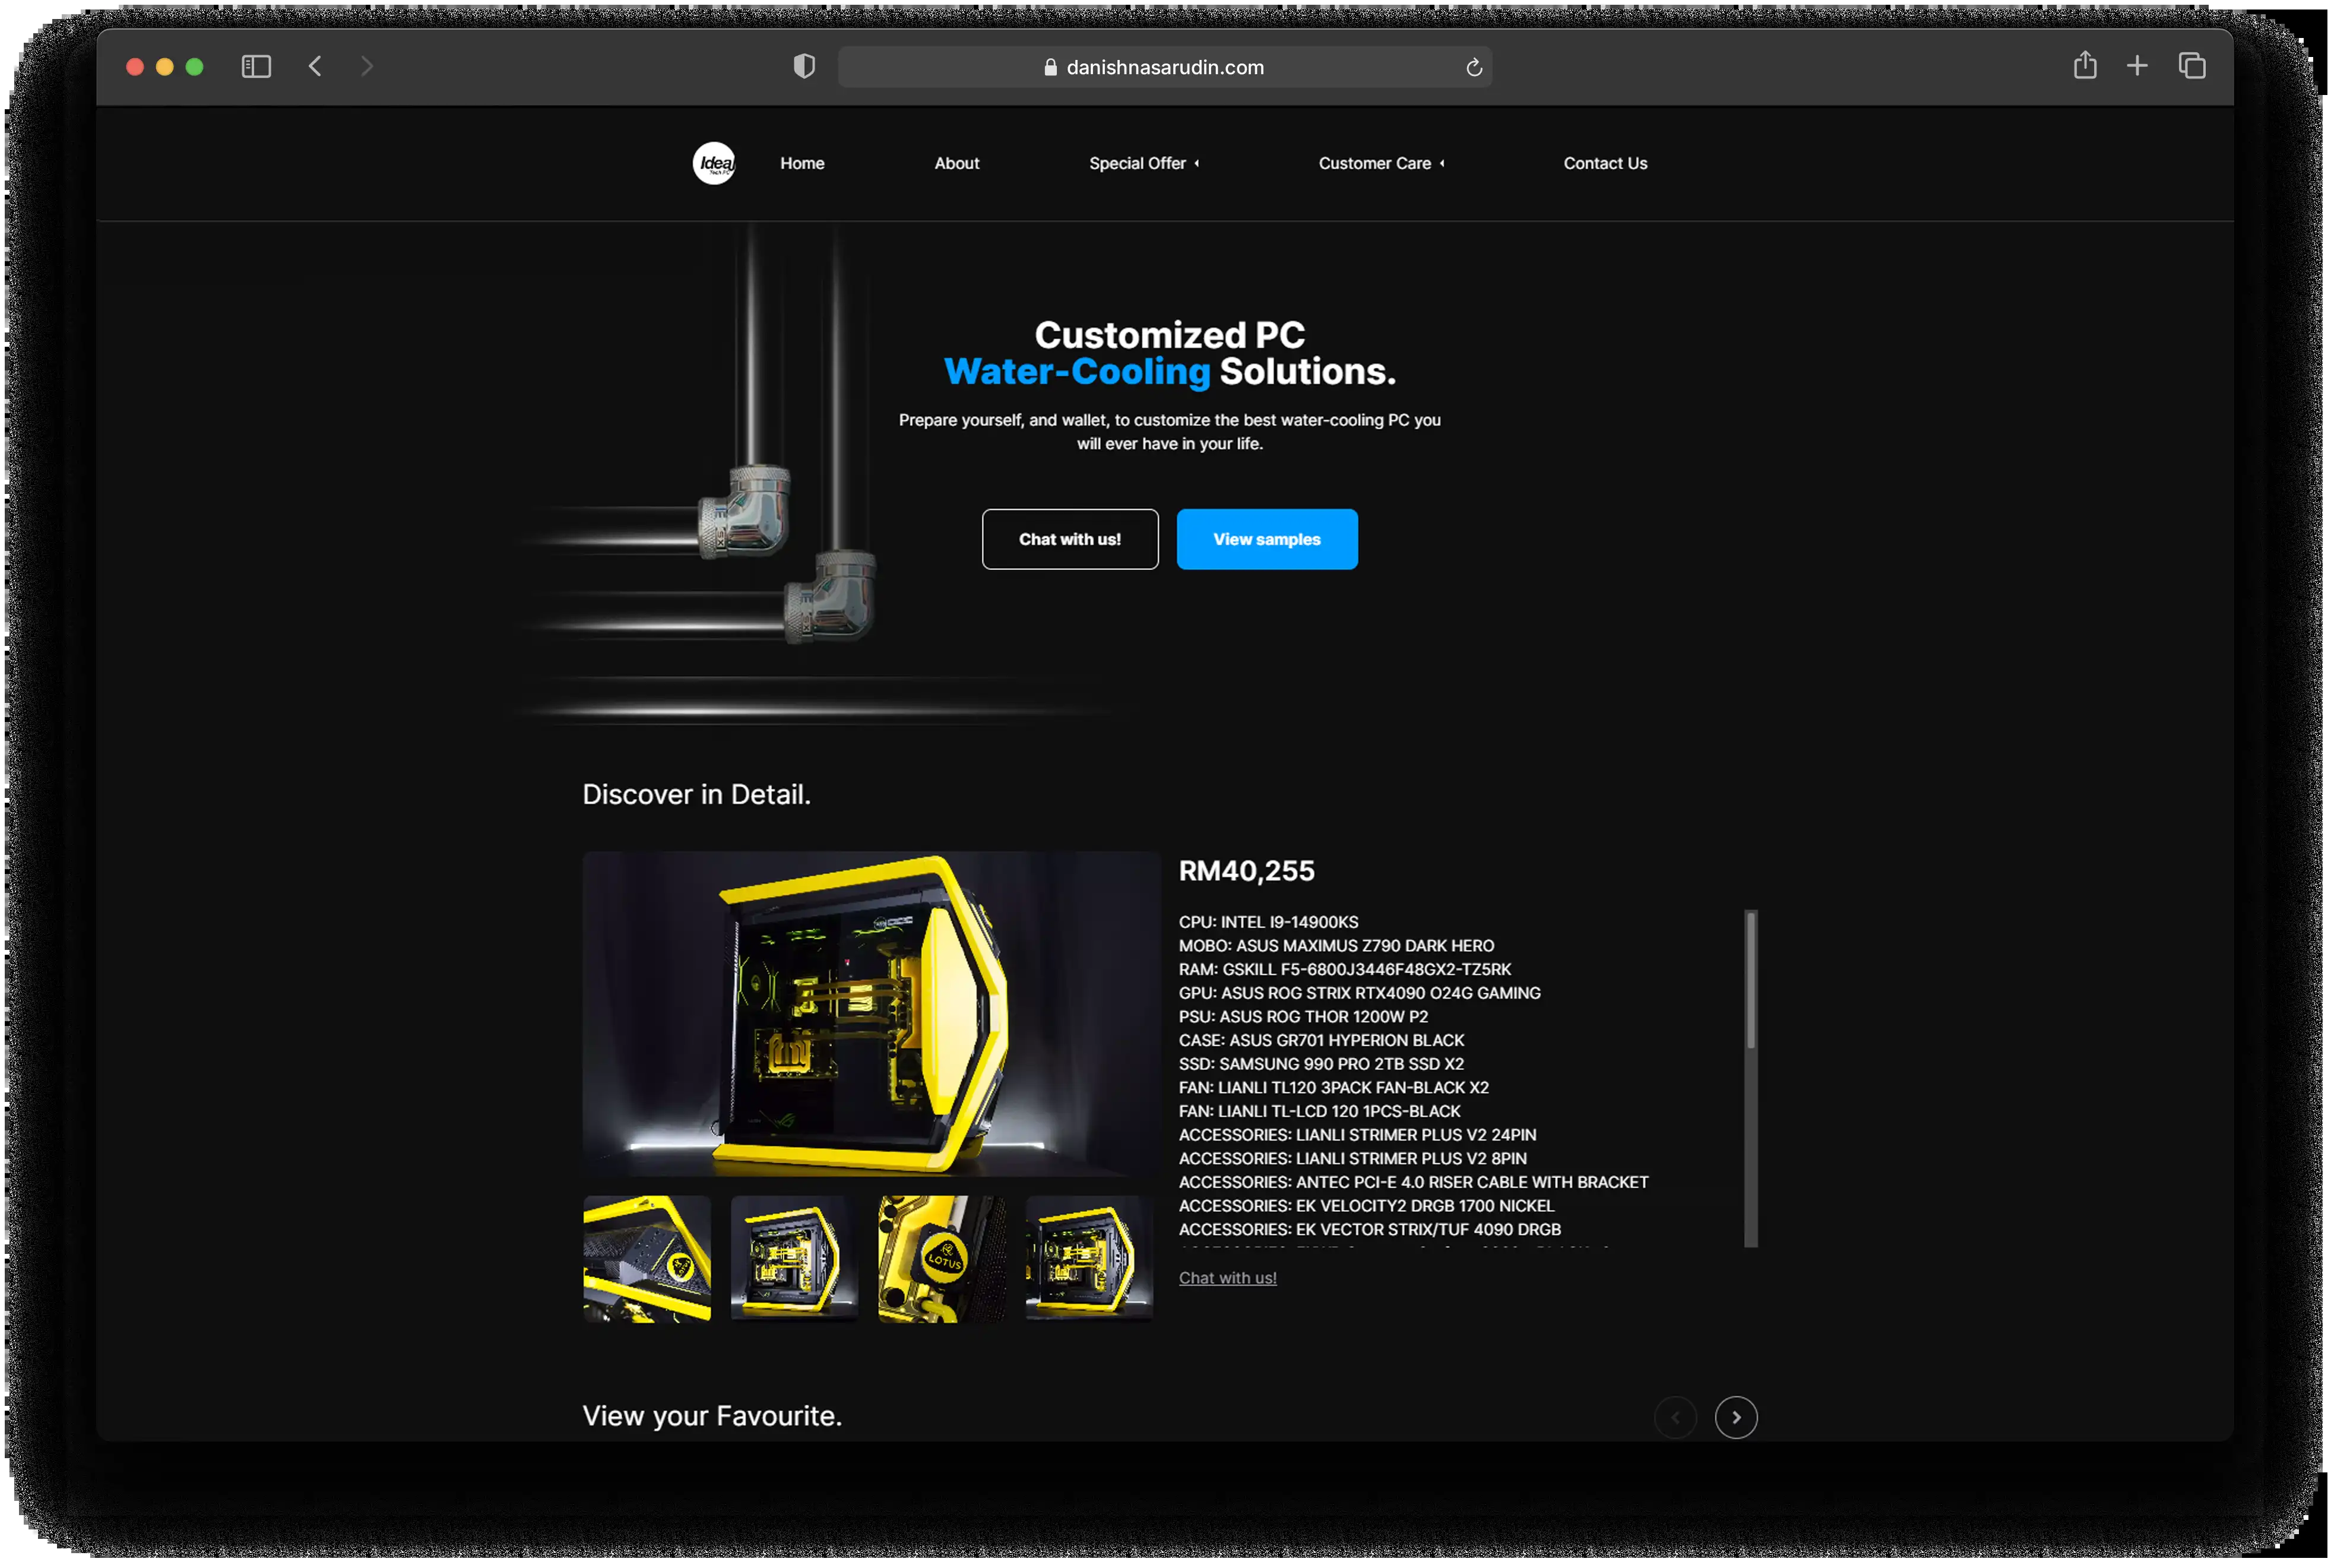 danishnasarudin.com
Ideal
Tech PC
Home
About
Special Offer
Customer Care
Contact Us
Customized PC
Water-Cooling Solutions.
Prepare yourself, and wallet, to customize the best water-cooling PC you
will ever have in your life.
Chat with us!
View samples
Discover in Detail.
RM40,255
CPU: INTEL I9-14900KS
MOBO: ASUS MAXIMUS Z790 DARK HERO
RAM: GSKILL F5-6800J3446F48GX2-TZ5RK
GPU: ASUS ROG STRIX RTX4090 O24G GAMING
PSU: ASUS ROG THOR 1200W P2
CASE: ASUS GR701 HYPERION BLACK
SSD: SAMSUNG 990 PRO 2TB SSD X2
FAN: LIANLI TL120 3PACK FAN-BLACK X2
FAN: LIANLI TL-LCD 120 1PCS-BLACK
ACCESSORIES: LIANLI STRIMER PLUS V2 24PIN
ACCESSORIES: LIANLI STRIMER PLUS V2 8PIN
ACCESSORIES: ANTEC PCI-E 4.0 RISER CABLE WITH BRACKET
ACCESSORIES: EK VELOCITY2 DRGB 1700 NICKEL
ACCESSORIES: EK VECTOR STRIX/TUF 4090 DRGB
LOTUS
Chat with us!
View your Favourite.